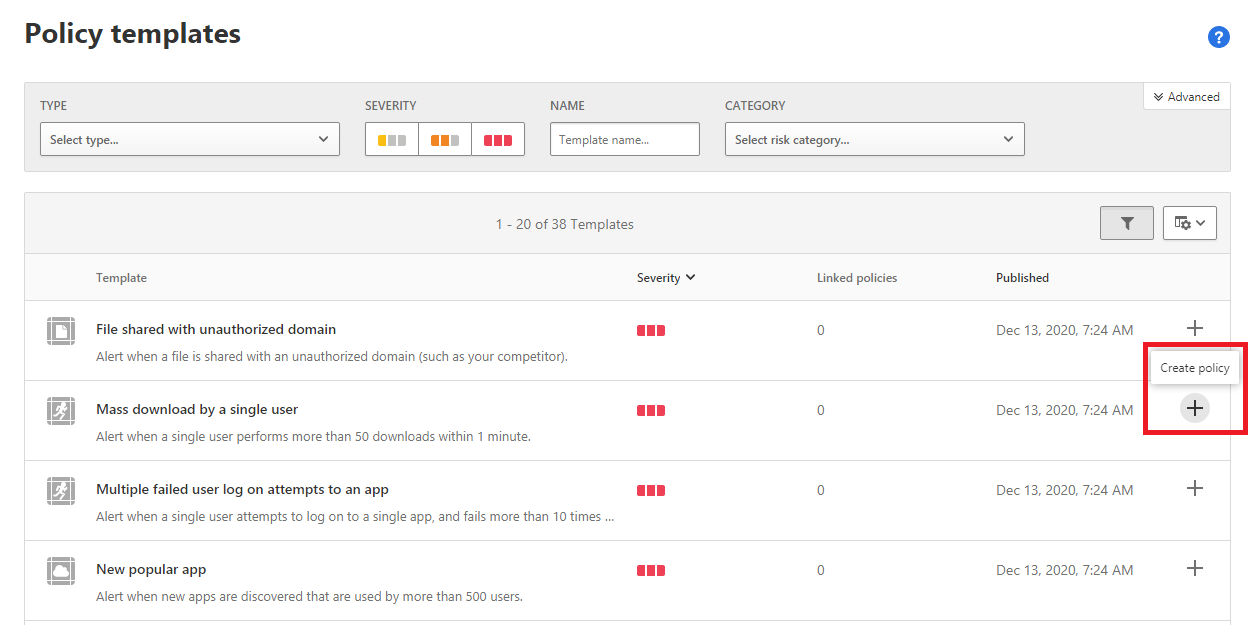 Policy templates
?
Advanced
TYPE SEVERITY NAME CATEGORY
Select type... Template name... Select risk category...
1 - 20 of 38 Templates
Template Severity Linked policies Published
File shared with unauthorized domain 0 Dec 13, 2020, 7:24 AM
Alert when a file is shared with an unauthorized domain (such as your competitor).
Create policy
Mass download by a single user 0 Dec 13, 2020, 7:24 AM
Alert when a single user performs more than 50 downloads within 1 minute.
Multiple failed user log on attempts to an app 0 Dec 13, 2020, 7:24 AM
Alert when a single user attempts to log on to a single app, and fails more than 10 times ...
New popular app 0 Dec 13, 2020, 7:24 AM
Alert when new apps are discovered that are used by more than 500 users.